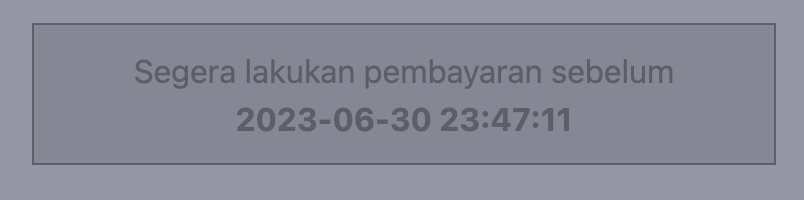 Segera lakukan pembayaran sebelum
2023-06-30 23:47:11